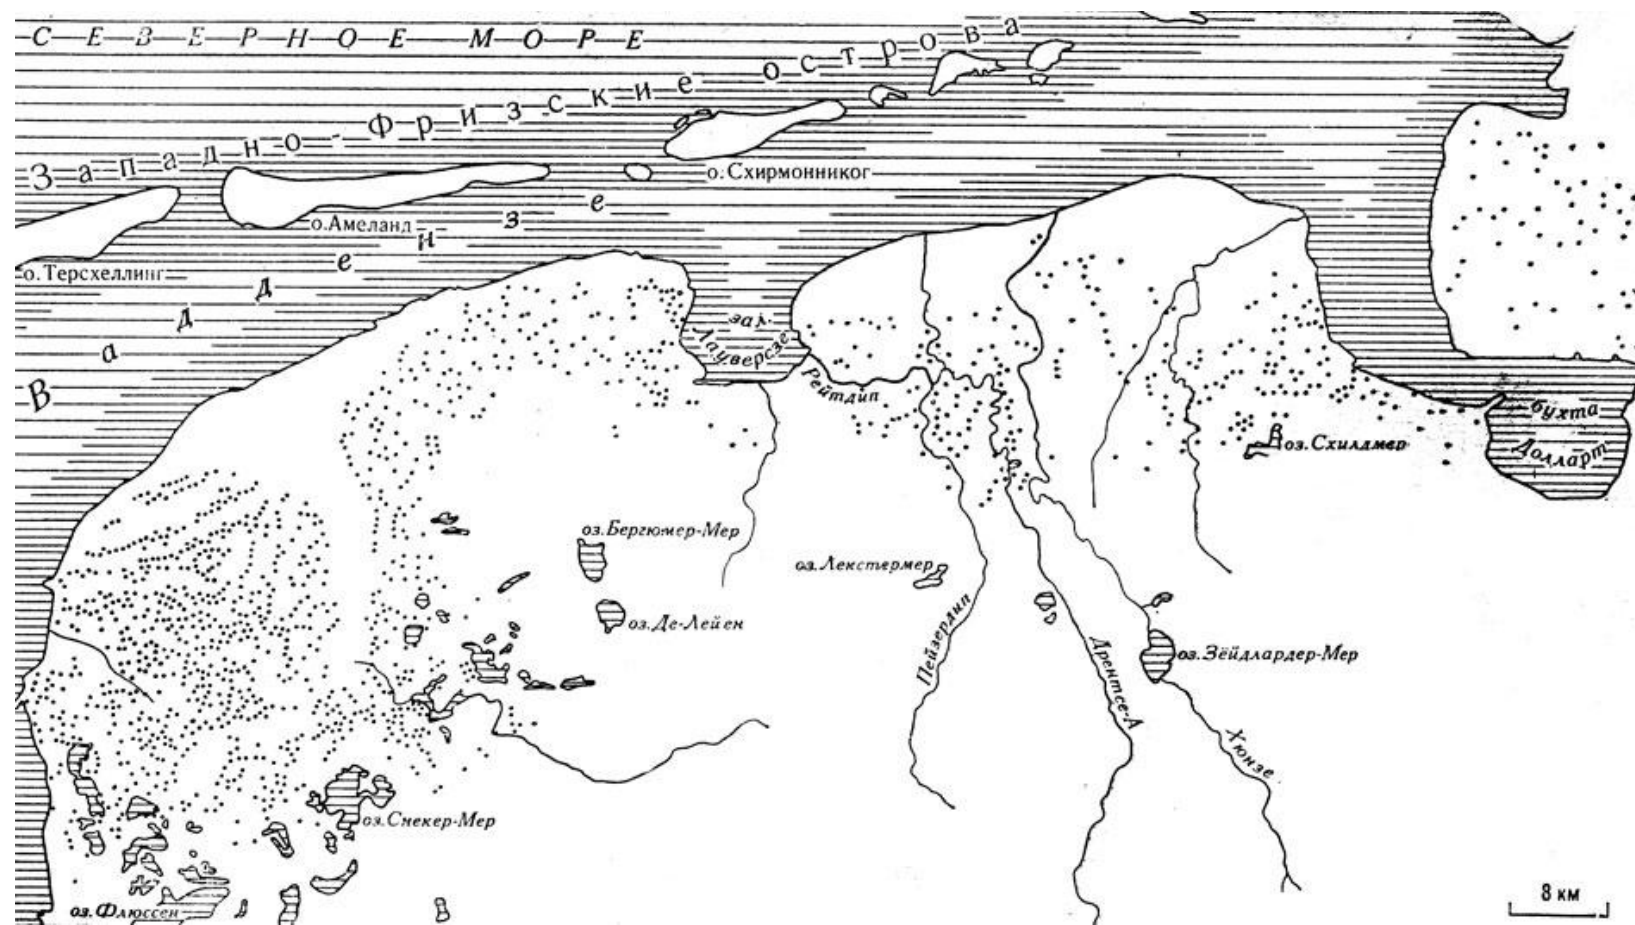 СЕВЕРНОЕ МОРЕ
Западно-Фризские острова
о.Схирмонниког
о.Амеланд
о.Терсхеллинг
Ваддензе
зал.
Лауверсзе
Рейтдип
бухта
Долларт
оз.Схилдмер
оз.Бергюмер-Мер
оз.Лекстермер
оз.Де-Лейен
Пейзердип
Дрентсе-А
оз.Зёйдлардер-Мер
Хюнзе
оз.Снекер-Мер
оз.Флюссен
8 км